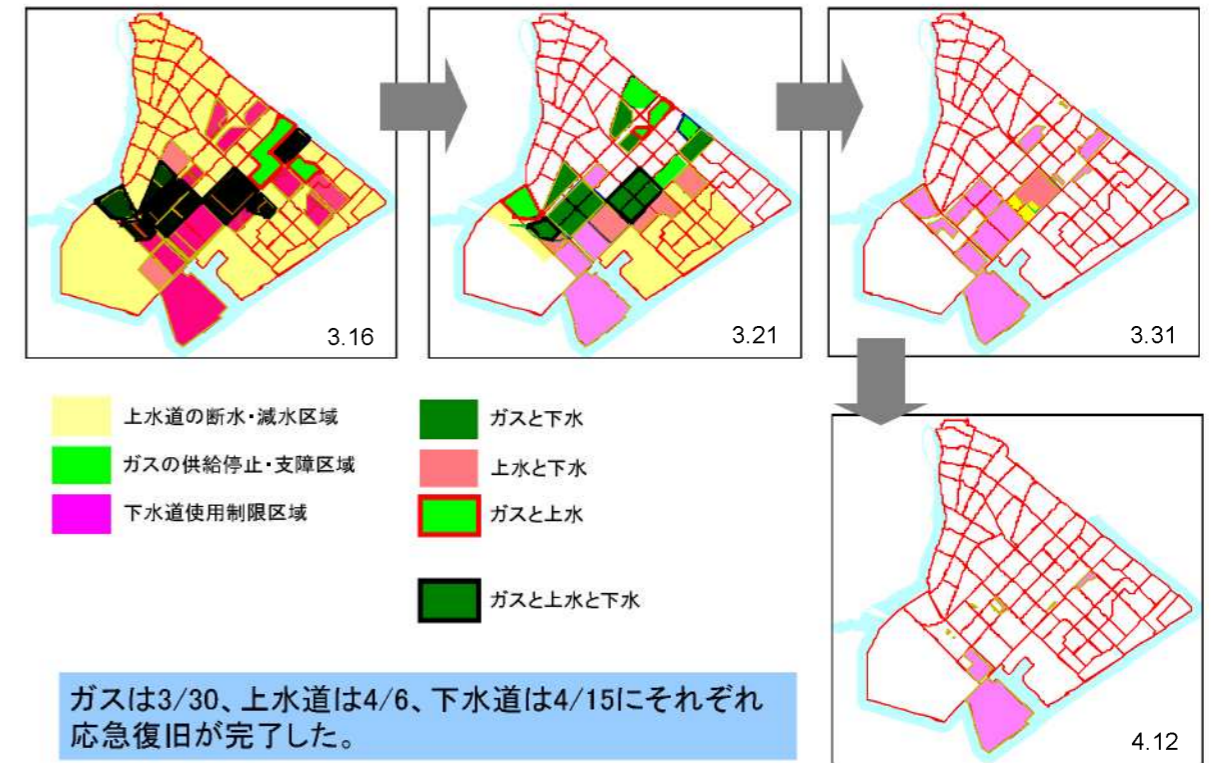 3.16
3.21
3.31
上水道の断水・減水区域
ガスの供給停止・支障区域
下水道使用制限区域
ガスと下水
上水と下水
ガスと上水
ガスと上水と下水
ガスは3/30、上水道は4/6、下水道は4/15にそれぞれ
応急復旧が完了した。
4.12